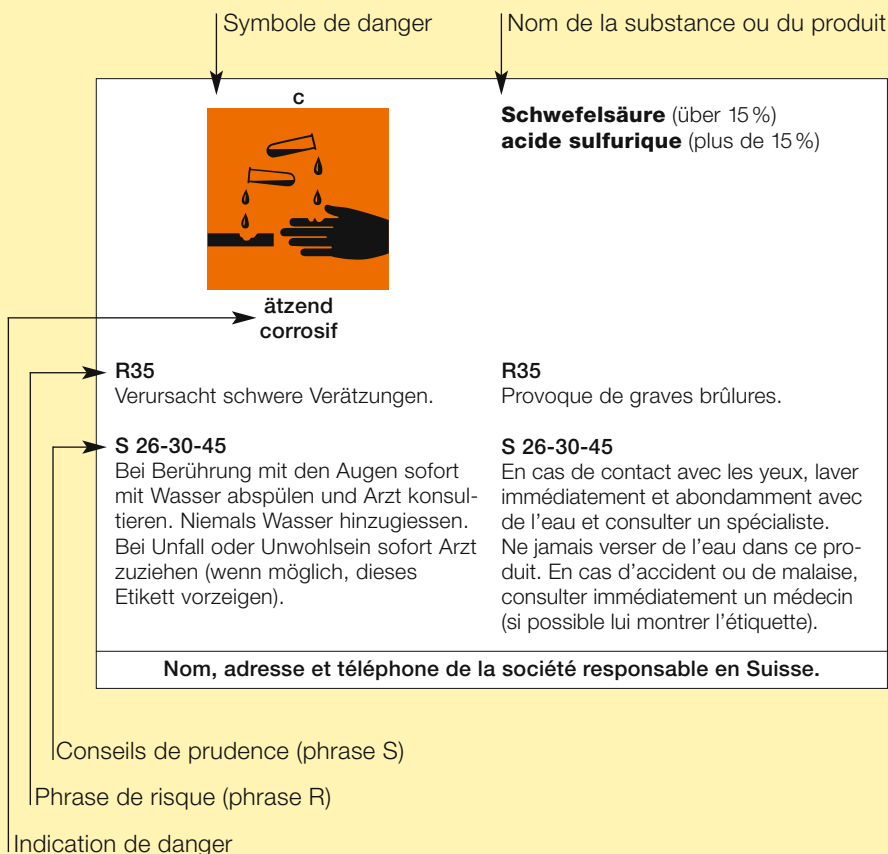 Symbole de danger
Nom de la substance ou du produit
C
Schwefelsäure (über 15 %)
acide sulfurique (plus de 15 %)
ätzend
corrosif
R35
Verursacht schwere Verätzungen.
S 26-30-45
Bei Berührung mit den Augen sofort
mit Wasser abspülen und Arzt konsul-
tieren. Niemals Wasser hinzugiessen.
Bei Unfall oder Unwohlsein sofort Arzt
zuziehen (wenn möglich, dieses
Etikett vorzeigen).
R35
Provoque de graves brûlures.
S 26-30-45
En cas de contact avec les yeux, laver
immédiatement et abondamment avec
de l'eau et consulter un spécialiste.
Ne jamais verser de l'eau dans ce pro-
duit. En cas d'accident ou de malaise,
consulter immédiatement un médecin
(si possible lui montrer l'étiquette).
Nom, adresse et téléphone de la société responsable en Suisse.
Conseils de prudence (phrase S)
Phrase de risque (phrase R)
Indication de danger